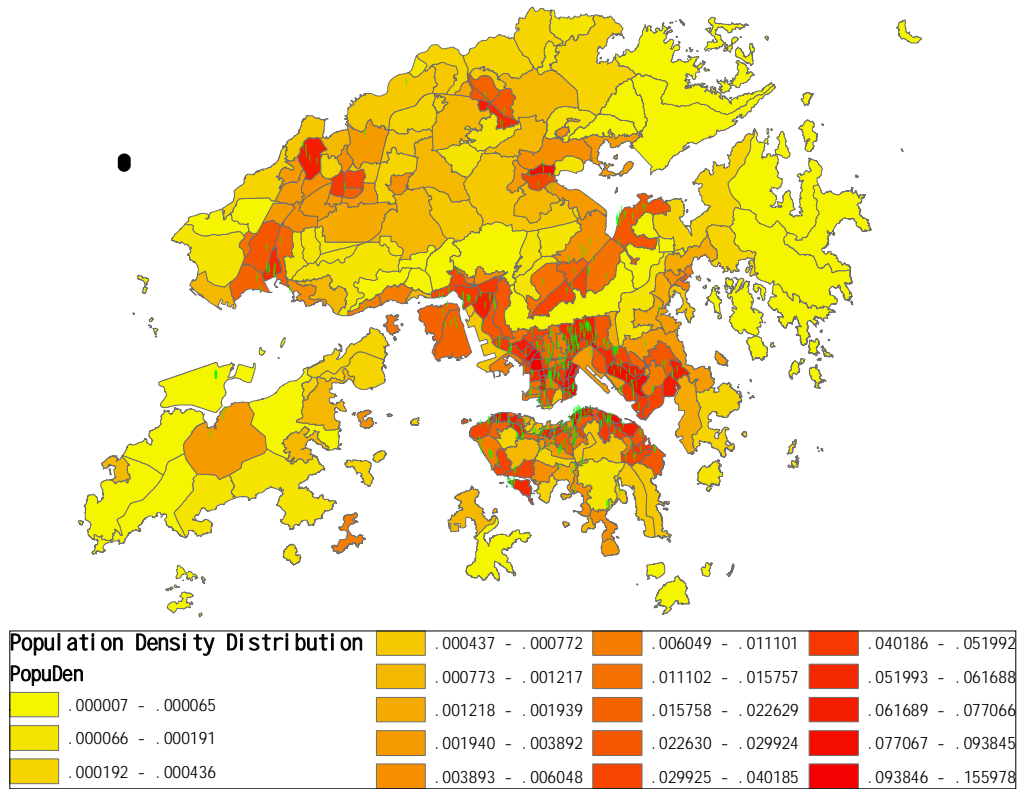 Population Density Distribution
PopuDen
.000007 - .000065
.000066 - .000191
.000192 - .000436
.000437 - .000772
.000773 - .001217
.001218 - .001939
.001940 - .003892
.003893 - .006048
.006049 - .011101
.011102 - .015757
.015758 - .022629
.022630 - .029924
.029925 - .040185
.040186 - .051992
.051993 - .061688
.061689 - .077066
.077067 - .093845
.093846 - .155978